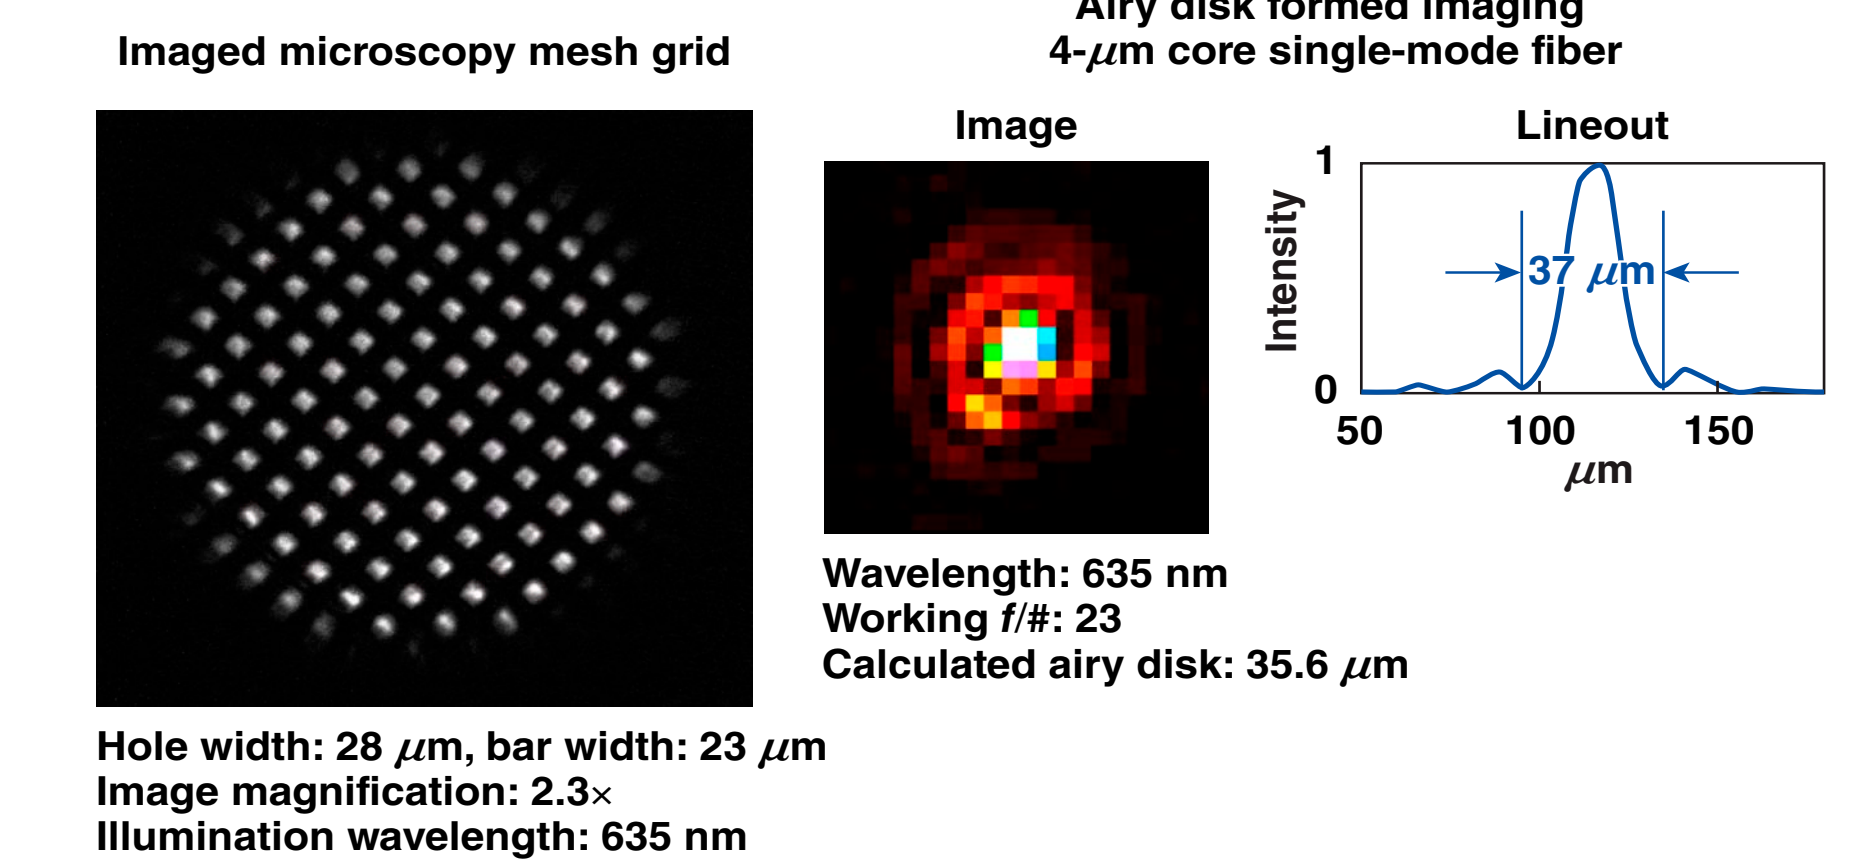 Imaged microscopy mesh grid
Airy disk formed imaging
4-μm core single-mode fiber
Image
Lineout
Intensity
1
0
37 μm
50 100 150
μm
Wavelength: 635 nm
Working f/#: 23
Calculated airy disk: 35.6 μm
Hole width: 28 μm, bar width: 23 μm
Image magnification: 2.3×
Illumination wavelength: 635 nm